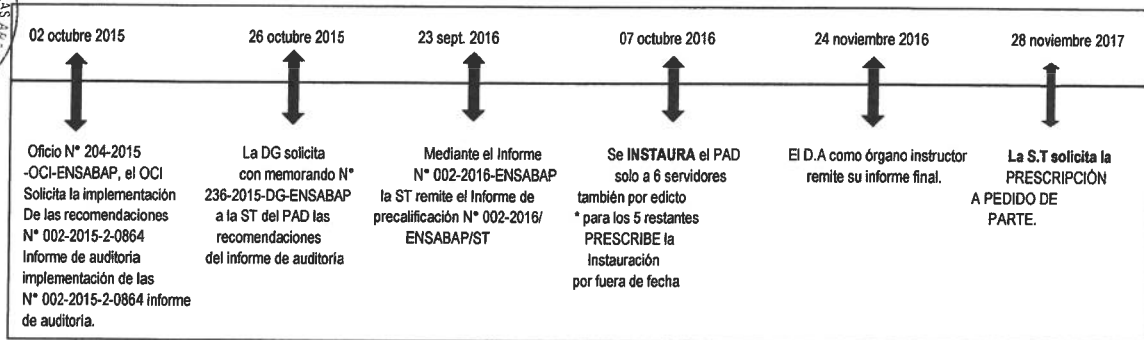 02 octubre 2015
26 octubre 2015
23 sept. 2016
07 octubre 2016
24 noviembre 2016
28 noviembre 2017
Oficio N° 204-2015
-OCI-ENSABAP, el OCI
Solicita la implementación
De las recomendaciones
N° 002-2015-2-0864
Informe de auditoria
implementación de las
N° 002-2015-2-0864 informe
de auditoría.
La DG solicita
con memorando N°
236-2015-DG-ENSABAP
a la ST del PAD las
recomendaciones
del informe de auditoría
Mediante el Informe
N° 002-2016-ENSABAP
la ST remite el Informe de
precalificación N° 002-2016/
ENSABAP/ST
Se INSTAURA el PAD
solo a 6 servidores
también por edicto
* para los 5 restantes
PRESCRIBE la
Instauración
por fuera de fecha
El D.A como órgano instructor
remite su informe final.
La S.T solicita la
PRESCRIPCIÓN
A PEDIDO DE
PARTE.